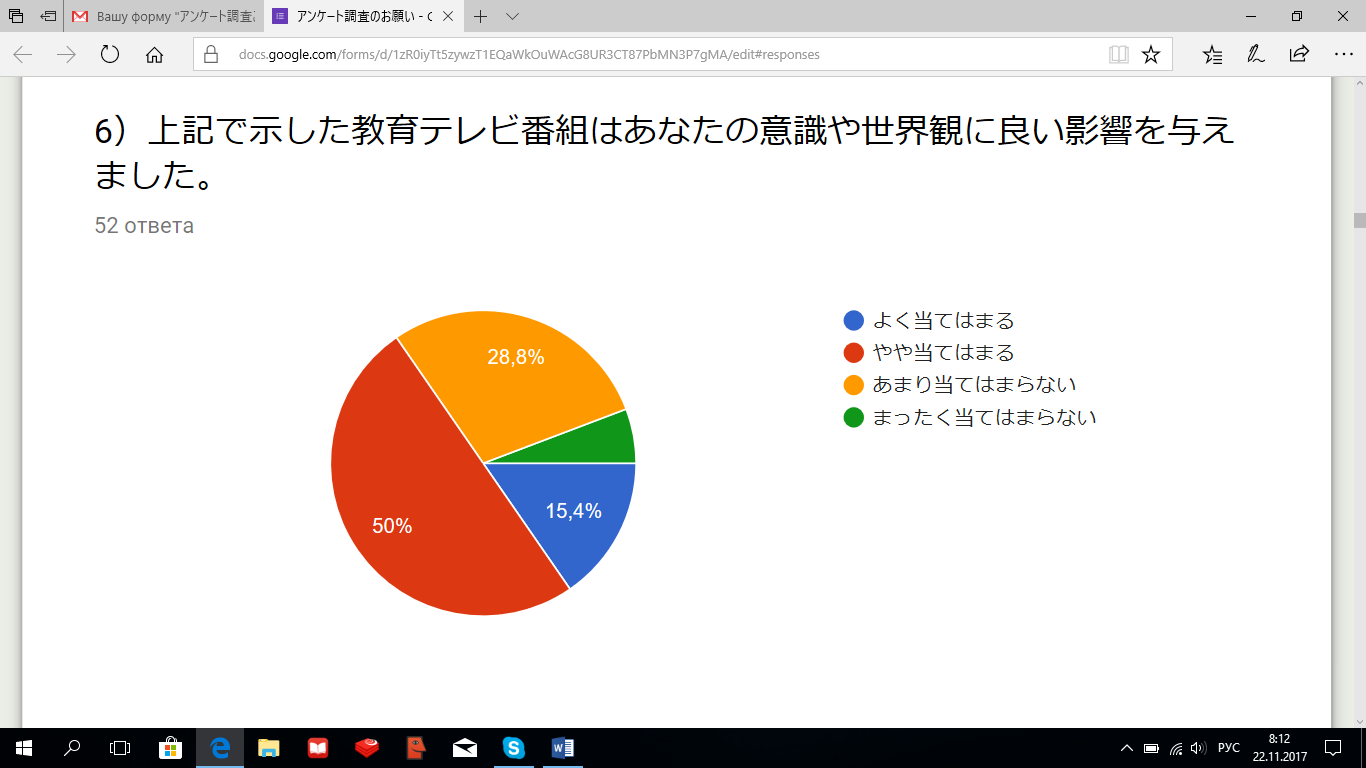 Вашу форму "アンケート調査
アンケート調査のお願い - G
docs.google.com/forms/d/1zR0iyTt5zywzT1EQaWkOuWAcG8UR3CT87PbMN3P7gMA/edit#responses
6）上記で示した教育テレビ番組はあなたの意識や世界観に良い影響を与え
ました。
52 ответа
28,8%
50%
15,4%
よく当てはまる
やや当てはまる
あまり当てはまらない
まったく当てはまらない
РУС
8:12
22.11.2017